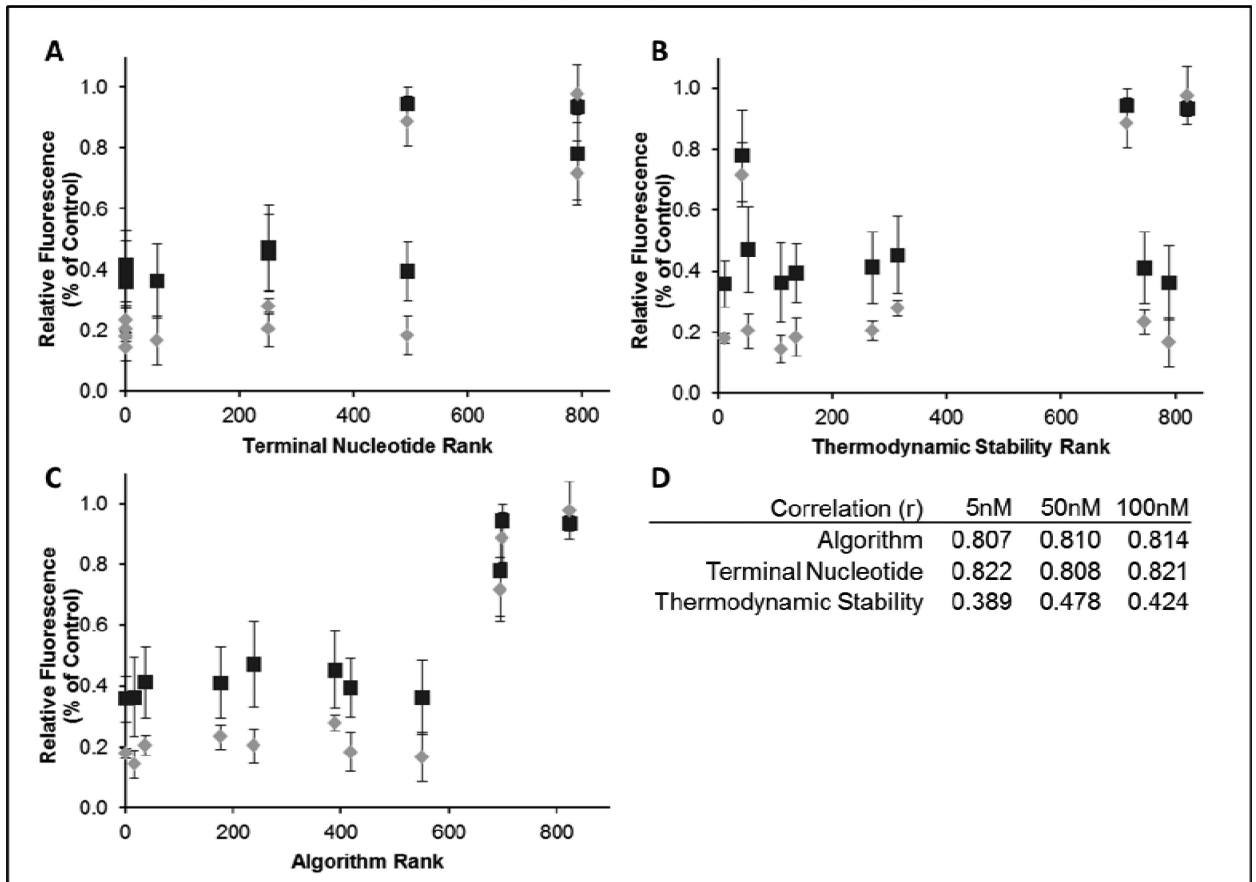 A
Relative Fluorescence
(% of Control)
1.0
0.8
0.6
0.4
0.2
0.0
0 200 400 600 800
Terminal Nucleotide Rank
B
Relative Fluorescence
(% of Control)
1.0
0.8
0.6
0.4
0.2
0.0
0 200 400 600 800
Thermodynamic Stability Rank
C
Relative Fluorescence
(% of Control)
1.0
0.8
0.6
0.4
0.2
0.0
0 200 400 600 800
Algorithm Rank
D
Correlation (r) 5nM 50nM 100nM
Algorithm 0.807 0.810 0.814
Terminal Nucleotide 0.822 0.808 0.821
Thermodynamic Stability 0.389 0.478 0.424